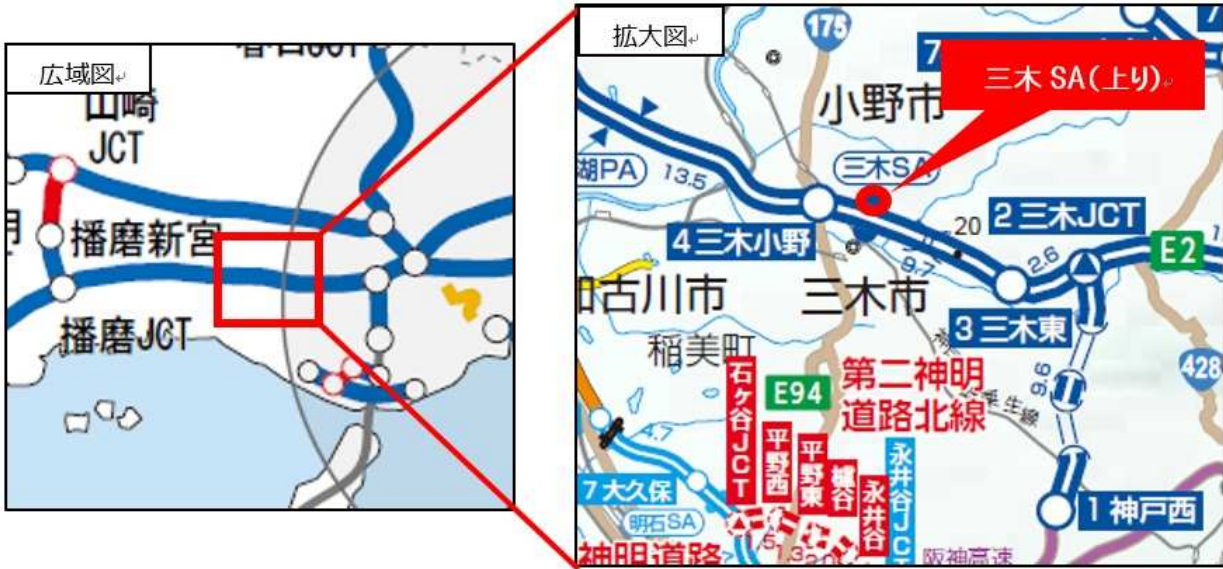 広域図
山崎
JCT
播磨新宮
播磨JCT
拡大図
175
7
三木 SA(上り)
小野市
湖PA
13.5
三木SA
4 三木小野
20
2 三木JCT
9.7
2.6
E2
三木市
3 三木東
稲美町
428
9.6
石ヶ谷JCT
E94
第二神明
道路北線
平野西
平野東
櫨谷
永井谷
永井谷JCT
4.7
7 大久保
明石SA
1 神戸西
神明道路
1.3
2.0
阪神高速